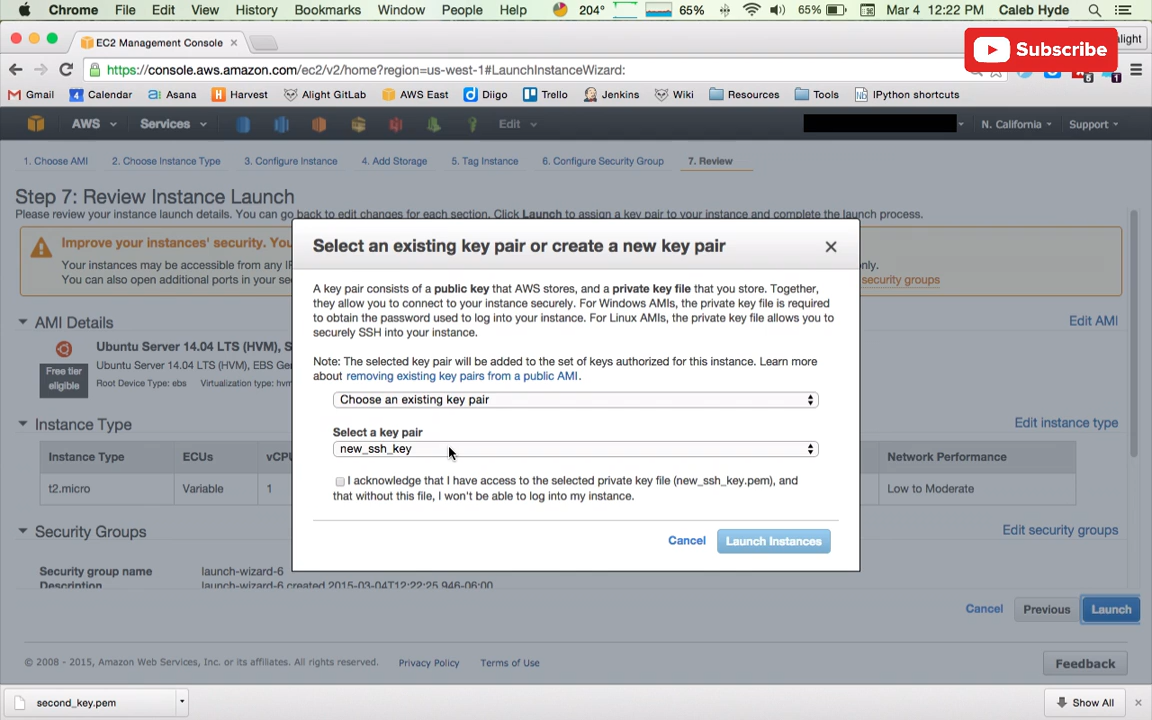 Chrome File Edit View History Bookmarks Window People Help 204° 65% 65% Mar 4 12:22 PM Caleb Hyde
EC2 Management Console
alight
Subscribe
https://console.aws.amazon.com/ec2/v2/home?region=us-west-1#LaunchInstanceWizard:
Gmail Calendar Asana Harvest Alight GitLab AWS East Diigo Trello Jenkins Wiki Resources Tools IPython shortcuts
AWS Services Edit N. California Support
1. Choose AMI 2. Choose Instance Type 3. Configure Instance 4. Add Storage 5. Tag Instance 6. Configure Security Group 7. Review
Step 7: Review Instance Launch
Please review your instance launch details. You can go back to edit changes for each section. Click Launch to assign a key pair to your instance and complete the launch process.
Improve your instances' security. You
Your instances may be accessible from any IP
only.
You can also open additional ports in your se
security groups
AMI Details
Edit AMI
Ubuntu Server 14.04 LTS (HVM), S
Free tier eligible
Ubuntu Server 14.04 LTS (HVM), EBS Gen
Root Device Type: ebs Virtualization type: hvm
Instance Type
Edit instance type
Instance Type ECUs vCPU Network Performance
t2.micro Variable 1 Low to Moderate
Security Groups
Edit security groups
Security group name launch-wizard-6
Description launch-wizard-6 created 2015-03-04T12:22:25.946-06:00
Select an existing key pair or create a new key pair
A key pair consists of a public key that AWS stores, and a private key file that you store. Together,
they allow you to connect to your instance securely. For Windows AMIs, the private key file is required
to obtain the password used to log into your instance. For Linux AMIs, the private key file allows you to
securely SSH into your instance.
Note: The selected key pair will be added to the set of keys authorized for this instance. Learn more
about removing existing key pairs from a public AMI.
Choose an existing key pair
Select a key pair
new_ssh_key
I acknowledge that I have access to the selected private key file (new_ssh_key.pem), and
that without this file, I won't be able to log into my instance.
Cancel Launch Instances
Cancel Previous Launch
© 2008 - 2015, Amazon Web Services, Inc. or its affiliates. All rights reserved. Privacy Policy Terms of Use
Feedback
second_key.pem
Show All